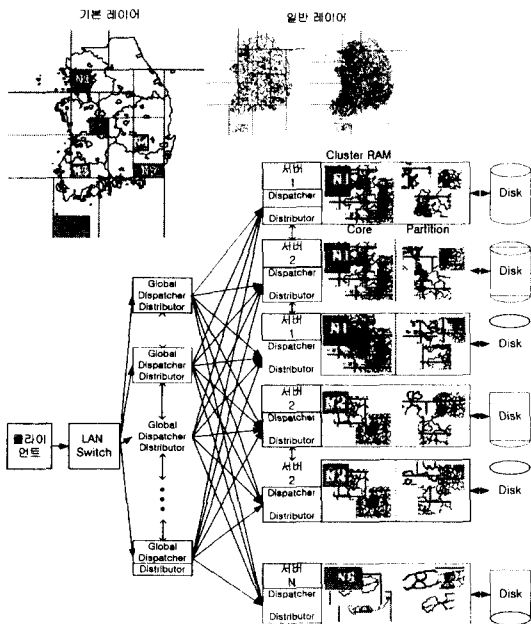 기본 레이어
일반 레이어
Cluster RAM
서버
1
Dispatcher
Distributor
Disk
Core
Partition
서버
2
Dispatcher
Distributor
N1
Disk
서버
1
Dispatcher
Distributor
Disk
서버
2
Dispatcher
Distributor
N2
Disk
서버
2
Dispatcher
Distributor
N2
Disk
서버
N
Dispatcher
Distributor
Disk
Global
Dispatcher
Distributor
Global
Dispatcher
Distributor
Global
Dispatcher
Distributor
Global
Dispatcher
Distributor
클라이
언트
LAN
Switch